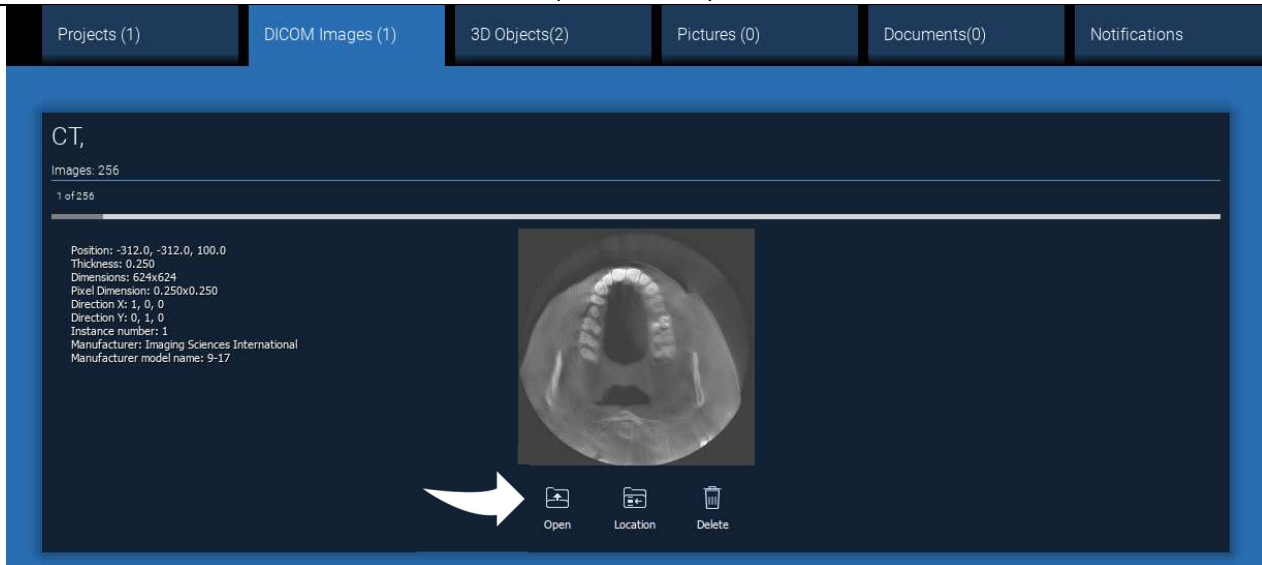 Projects (1) DICOM Images (1) 3D Objects(2) Pictures (0) Documents(0) Notifications
CT,
Images: 256
1 of 256
Position: -312.0, -312.0, 100.0
Thickness: 0.250
Dimensions: 624x624
Pixel Dimension: 0.250x0.250
Direction X: 1, 0, 0
Direction Y: 0, 1, 0
Instance number: 1
Manufacturer: Imaging Sciences International
Manufacturer model name: 9-17
Open Location Delete